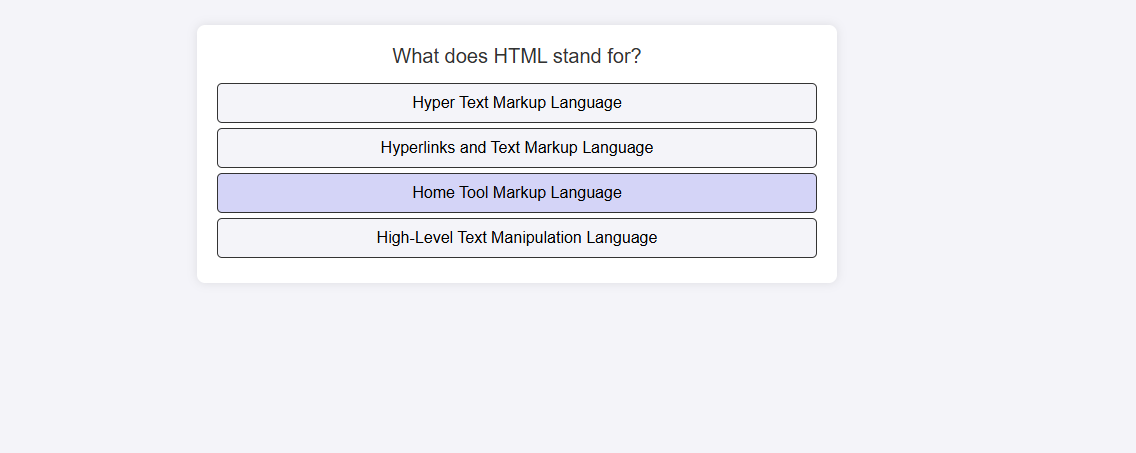 What does HTML stand for?
Hyper Text Markup Language
Hyperlinks and Text Markup Language
Home Tool Markup Language
High-Level Text Manipulation Language